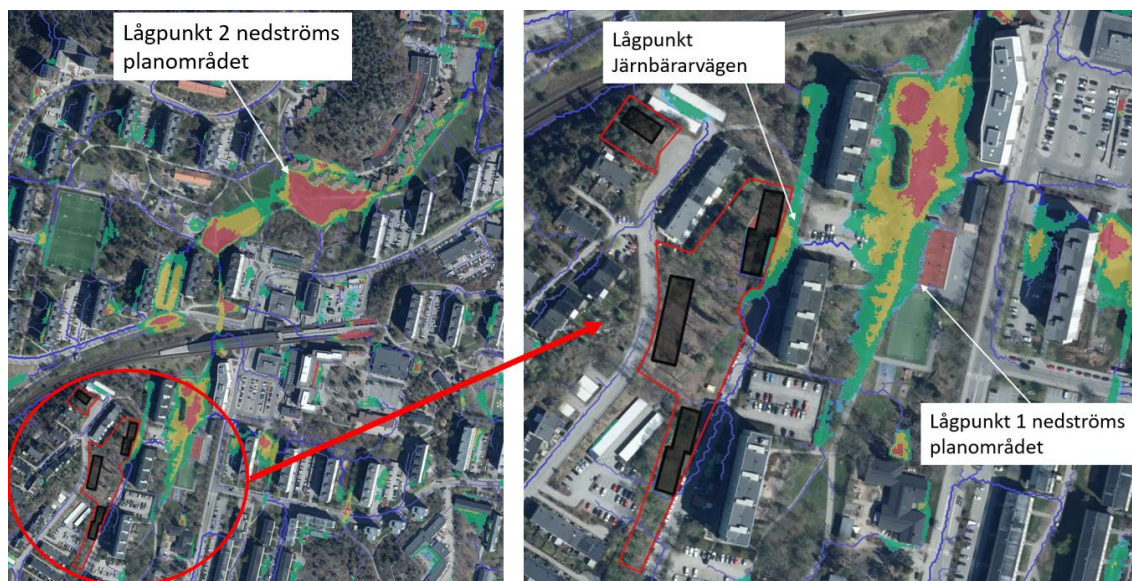 Lågpunkt 2 nedströms
planområdet
Lågpunkt
Järnbärarvägen
Lågpunkt 1 nedströms
planområdet